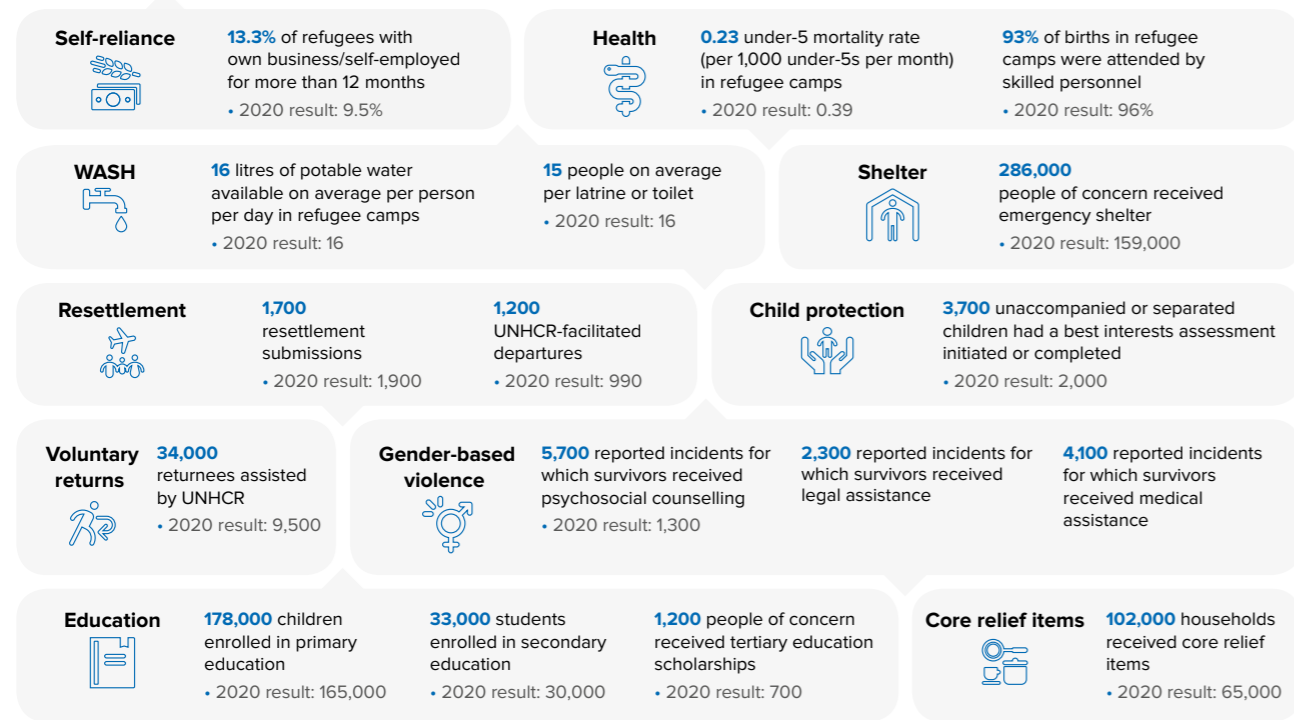 Self-reliance
13.3% of refugees with
own business/self-employed
for more than 12 months
• 2020 result: 9.5%
Health
0.23 under-5 mortality rate
(per 1,000 under-5s per month)
in refugee camps
• 2020 result: 0.39
93% of births in refugee
camps were attended by
skilled personnel
• 2020 result: 96%
WASH
16 litres of potable water
available on average per person
per day in refugee camps
• 2020 result: 16
15 people on average
per latrine or toilet
• 2020 result: 16
Shelter
286,000
people of concern received
emergency shelter
• 2020 result: 159,000
Resettlement
1,700
resettlement
submissions
• 2020 result: 1,900
1,200
UNHCR-facilitated
departures
• 2020 result: 990
Child protection
3,700 unaccompanied or separated
children had a best interests assessment
initiated or completed
• 2020 result: 2,000
Voluntary
returns
34,000
returnees assisted
by UNHCR
• 2020 result: 9,500
Gender-based
violence
5,700 reported incidents for
which survivors received
psychosocial counselling
• 2020 result: 1,300
2,300 reported incidents for
which survivors received
legal assistance
4,100 reported incidents
for which survivors
received medical
assistance
Education
178,000 children
enrolled in primary
education
• 2020 result: 165,000
33,000 students
enrolled in secondary
education
• 2020 result: 30,000
1,200 people of concern
received tertiary education
scholarships
• 2020 result: 700
Core relief items
102,000 households
received core relief
items
• 2020 result: 65,000